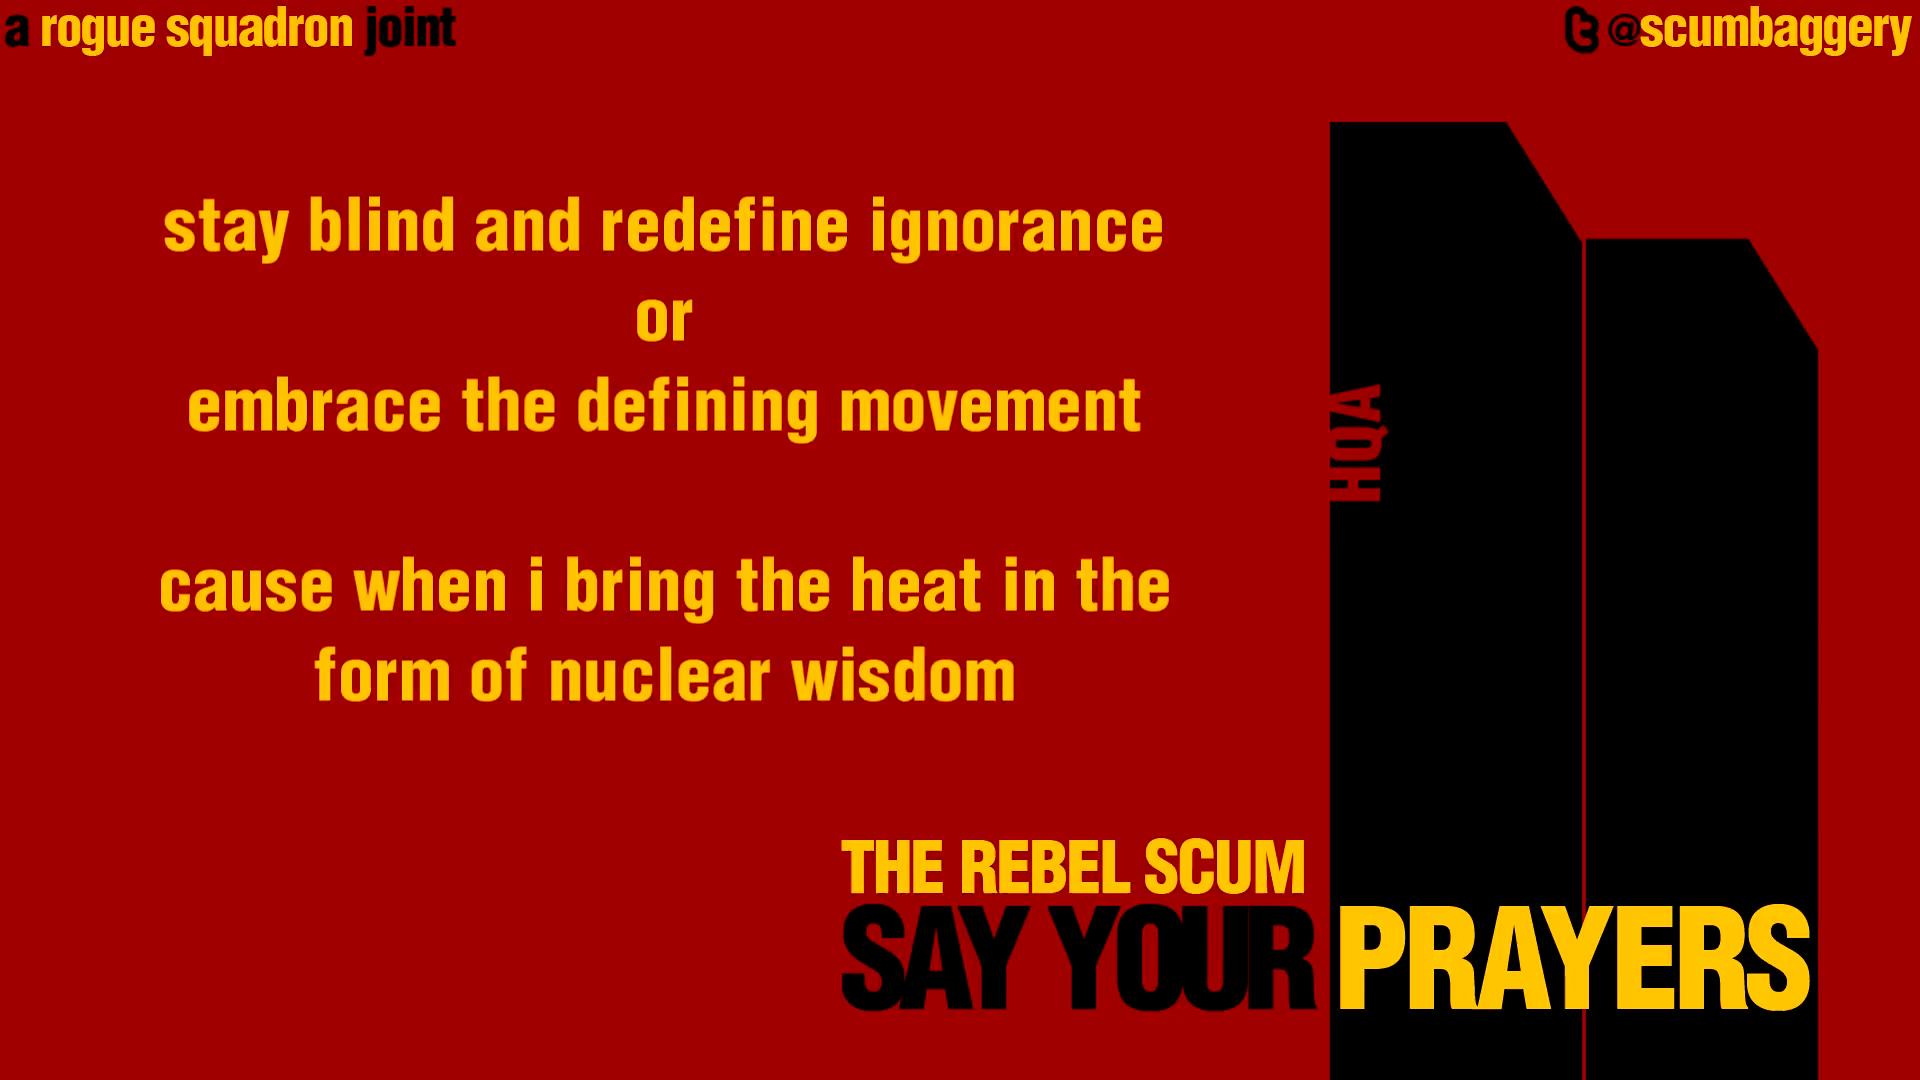 a rogue squadron joint
@scumbaggery
stay blind and redefine ignorance
or
embrace the defining movement
cause when i bring the heat in the
form of nuclear wisdom
HQA
THE REBEL SCUM
SAY YOUR PRAYERS